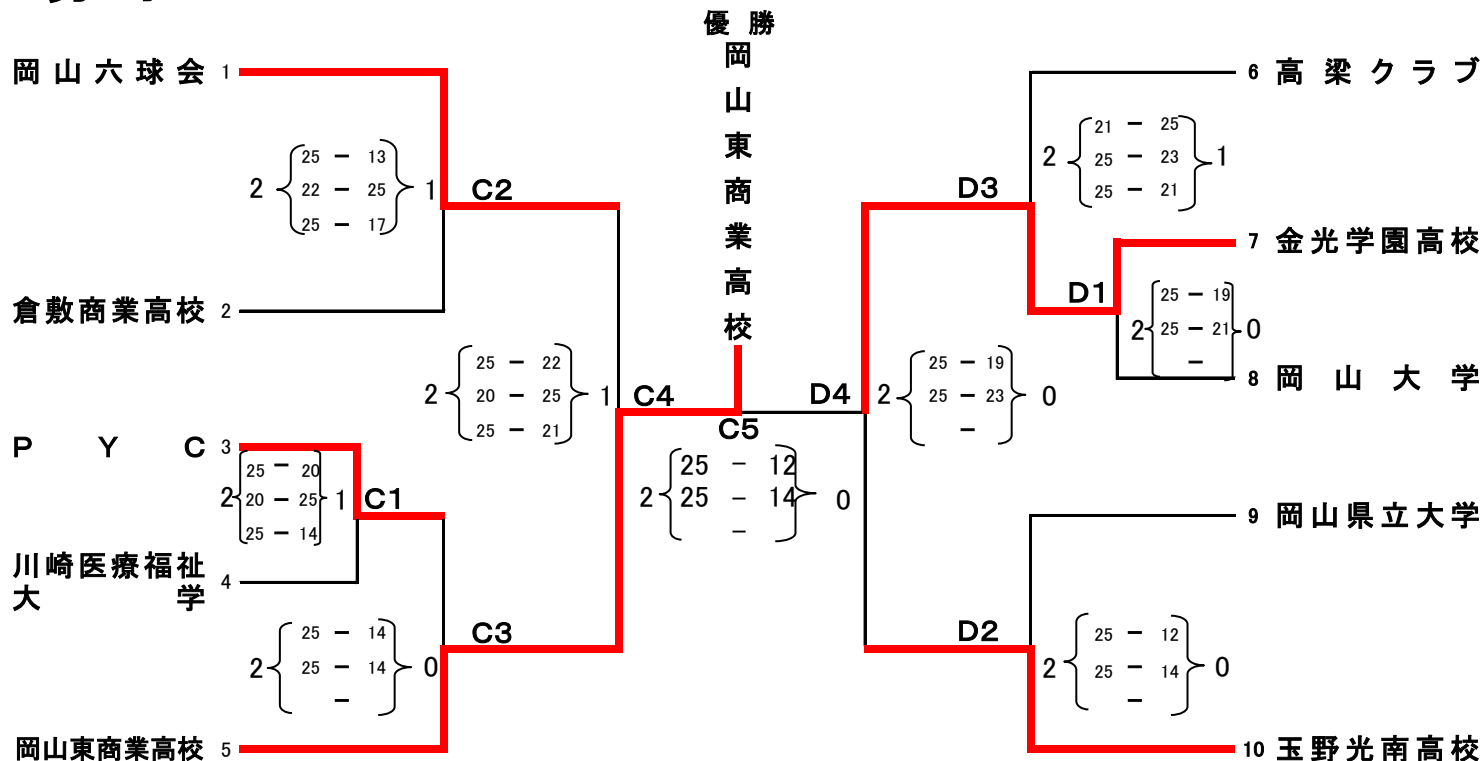 優 勝
岡山東商業高校
岡山六球会 1
2 25 − 13 1
22 − 25
25 − 17
C2
倉敷商業高校 2
2 25 − 22 1
20 − 25
25 − 21
C4
P Y C 3
2 25 − 20 1
20 − 25
25 − 14
C1
川崎医療福祉
大 学 4
2 25 − 14 0
25 − 14
−
C3
岡山東商業高校 5
C5
2 25 − 12 0
25 − 14
−
6 高梁クラブ
2 21 − 25 1
25 − 23
25 − 21
D3
7 金光学園高校
D1
2 25 − 19 0
25 − 21
−
8 岡山大学
D4
2 25 − 19 0
25 − 23
−
9 岡山県立大学
D2
2 25 − 12 0
25 − 14
−
10 玉野光南高校